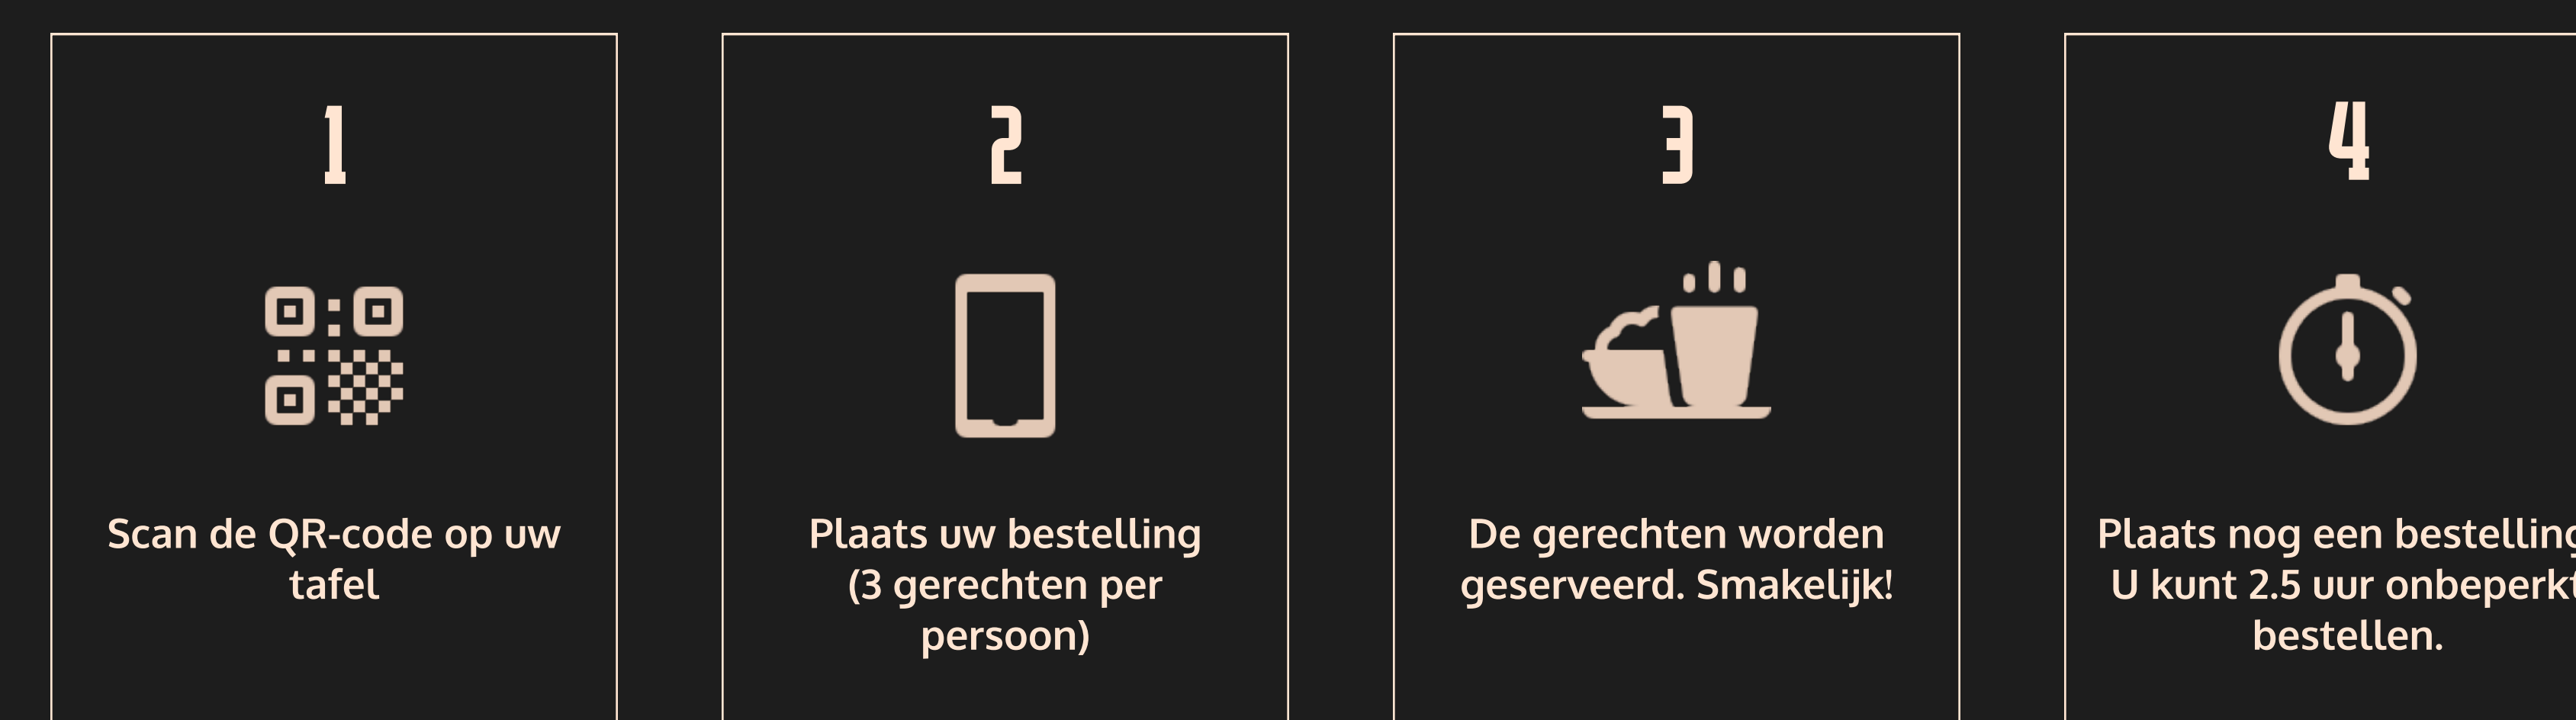 1
Scan de QR-code op uw
tafel
2
Plaats uw bestelling
(3 gerechten per
persoon)
3
De gerechten worden
geserveerd. Smakelijk!
4
Plaats nog een bestelling
U kunt 2.5 uur onbeperkt
bestellen.